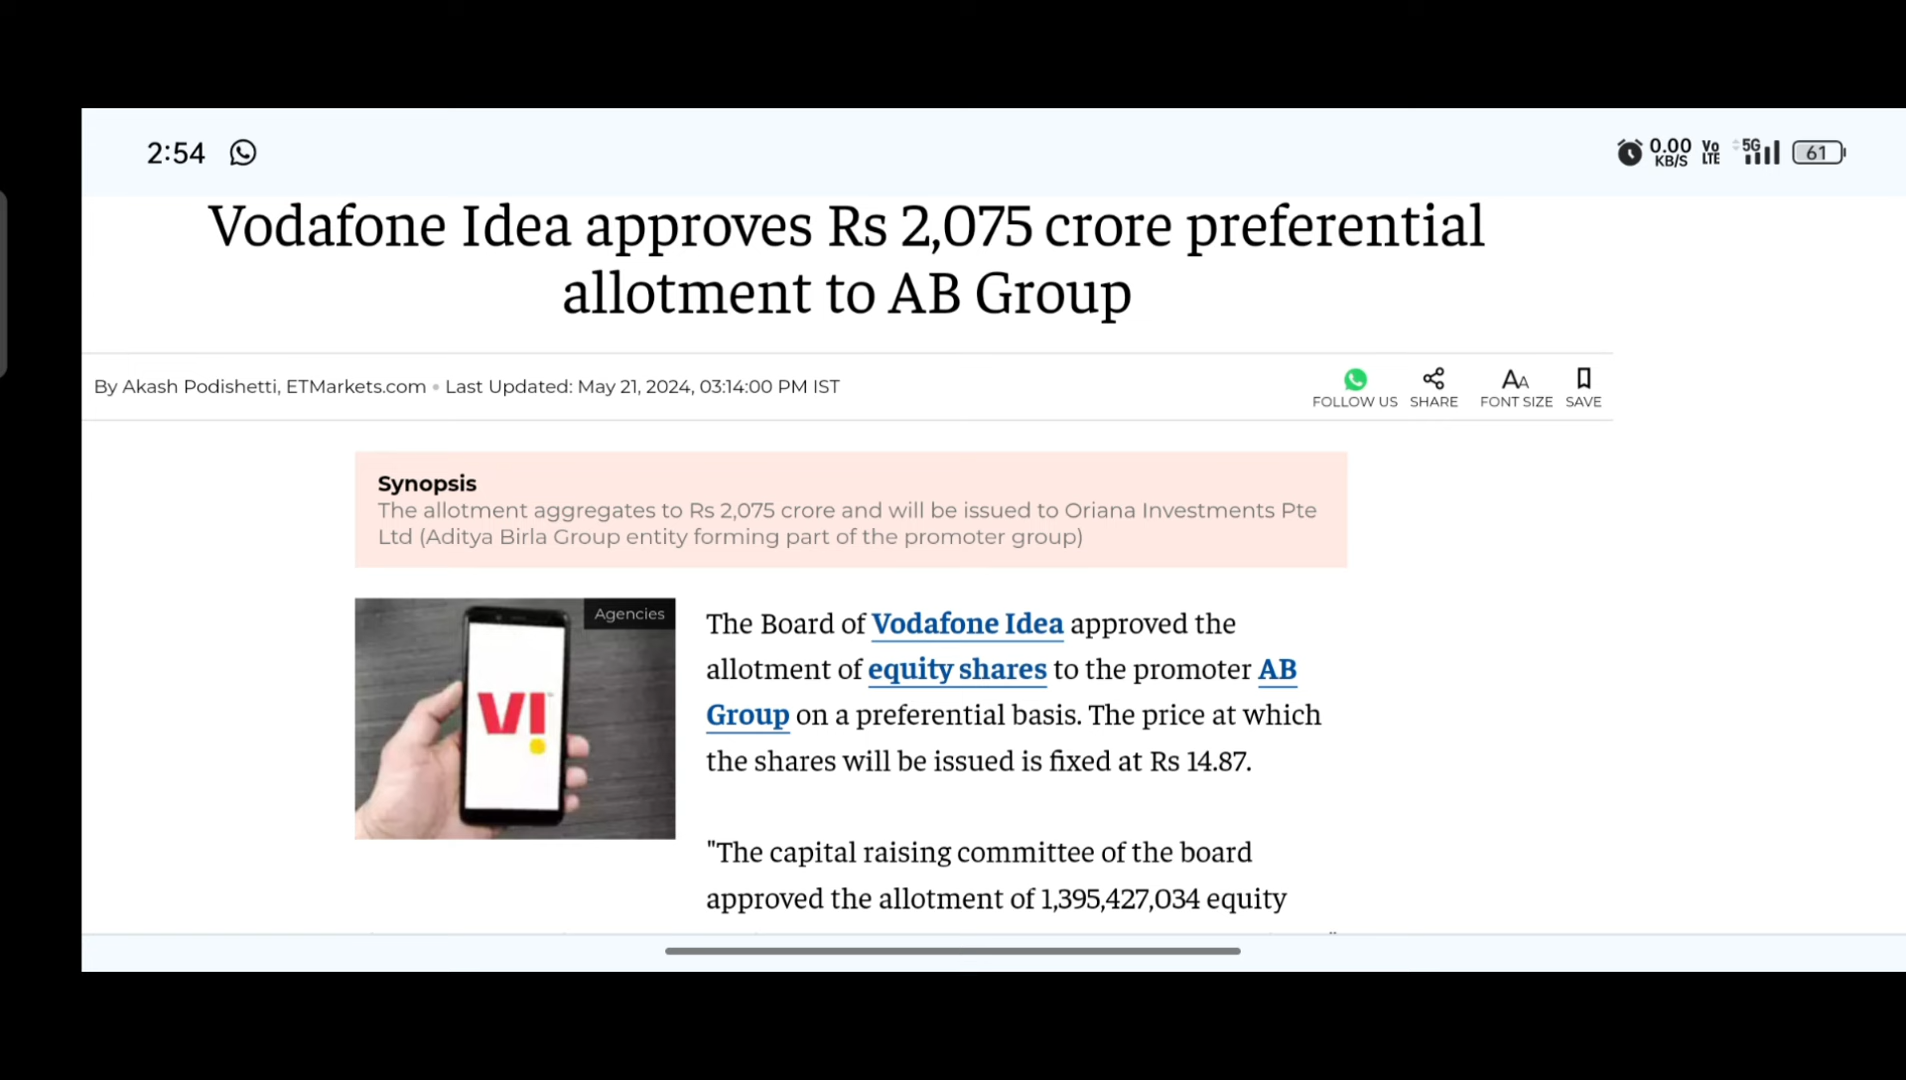 2:54
0.00 KB/S Vo LTE 5G 61
Vodafone Idea approves Rs 2,075 crore preferential
allotment to AB Group
By Akash Podishetti, ETMarkets.com • Last Updated: May 21, 2024, 03:14:00 PM IST
FOLLOW US SHARE FONT SIZE SAVE
Synopsis
The allotment aggregates to Rs 2,075 crore and will be issued to Oriana Investments Pte
Ltd (Aditya Birla Group entity forming part of the promoter group)
Agencies
VI
The Board of Vodafone Idea approved the
allotment of equity shares to the promoter AB
Group on a preferential basis. The price at which
the shares will be issued is fixed at Rs 14.87.
"The capital raising committee of the board
approved the allotment of 1,395,427,034 equity